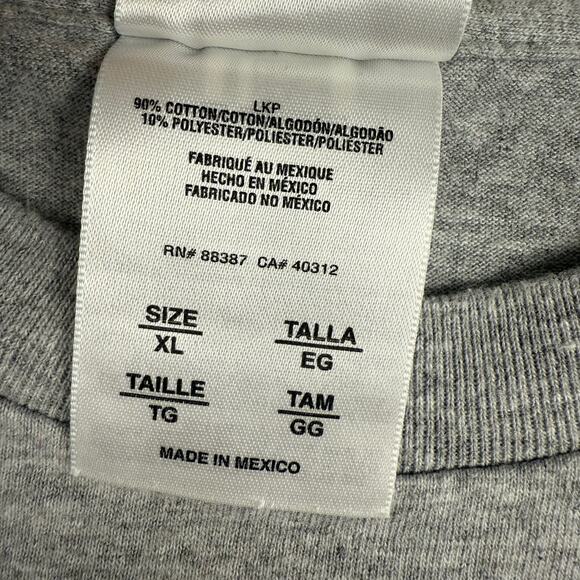 LKP
90% COTTON/COTON/ALGODÓN/ALGODÃO
10% POLYESTER/POLIESTER/POLIÉSTER
FABRIQUÉ AU MEXIQUE
HECHO EN MÉXICO
FABRICADO NO MÉXICO
RN# 88387 CA# 40312
SIZE TALLA
XL EG
TAILLE TAM
TG GG
MADE IN MEXICO